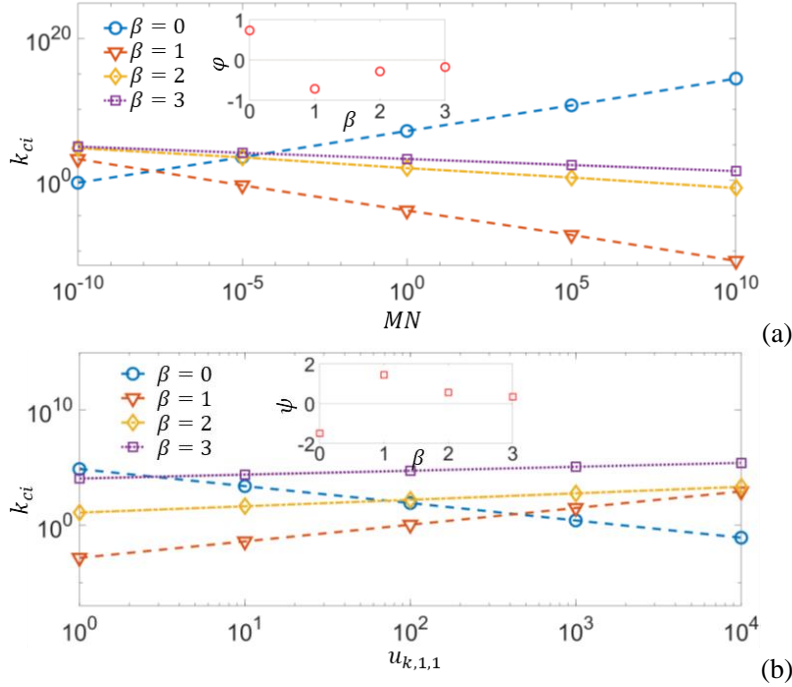 10^20
β = 0
β = 1
β = 2
β = 3
φ
1
0
-1
0
1
2
3
β
k_ci
10^0
10^-10
10^-5
10^0
10^5
10^10
MN
(a)
β = 0
β = 1
β = 2
β = 3
ψ
2
0
-2
0
1
2
3
β
10^10
k_ci
10^0
10^0
10^1
10^2
10^3
10^4
u_k,1,1
(b)